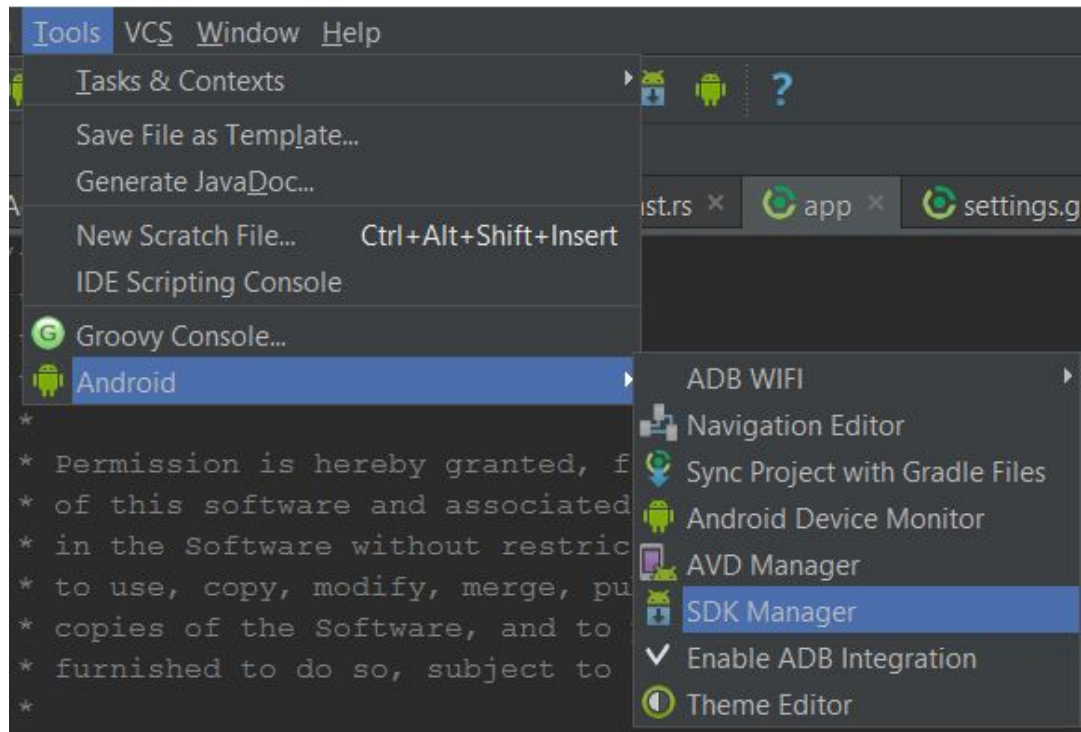 Tools VCS Window Help
Tasks & Contexts
Save File as Template...
Generate JavaDoc...
ist.rs × app × settings.g
New Scratch File... Ctrl+Alt+Shift+Insert
IDE Scripting Console
G Groovy Console...
Android
ADB WIFI
Navigation Editor
Sync Project with Gradle Files
Android Device Monitor
AVD Manager
SDK Manager
Enable ADB Integration
Theme Editor
*
* Permission is hereby granted, f
* of this software and associated
* in the Software without restric
* to use, copy, modify, merge, pu
* copies of the Software, and to
* furnished to do so, subject to
*